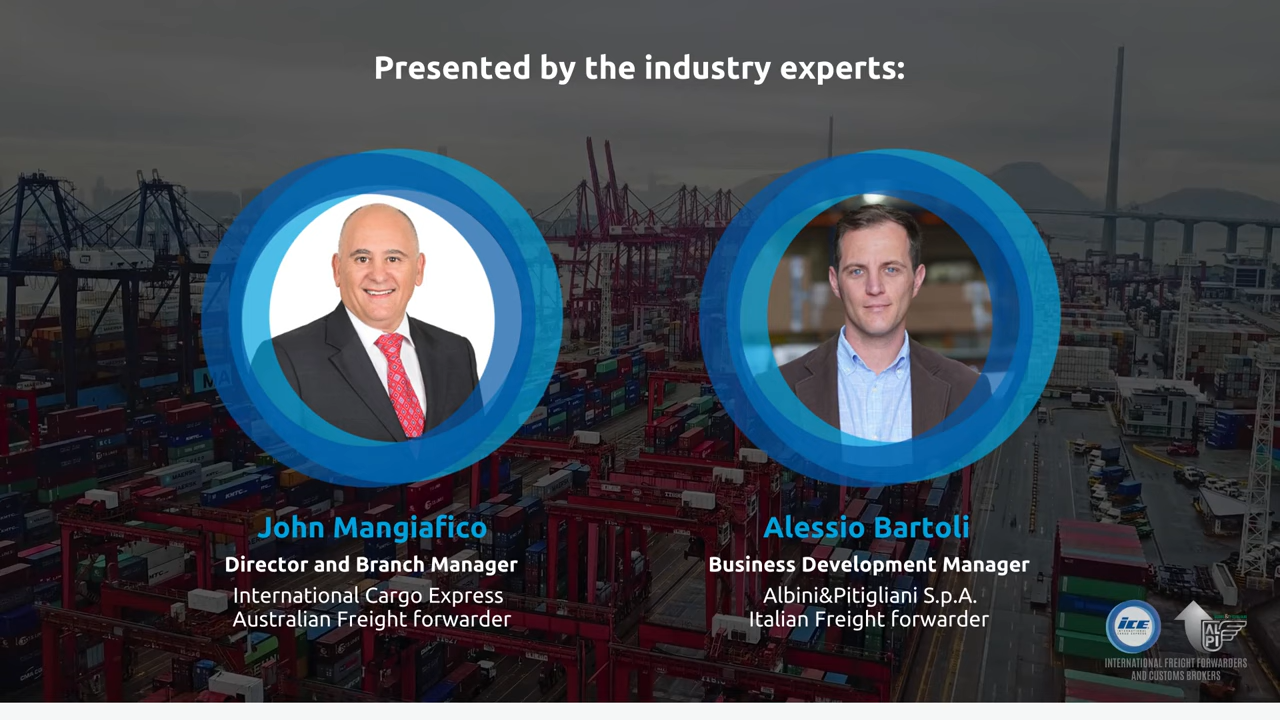 Presented by the industry experts:
John Mangiafico
Director and Branch Manager
International Cargo Express
Australian Freight forwarder
Alessio Bartoli
Business Development Manager
Albini&Pitigliani S.p.A.
Italian Freight forwarder
ice
ALPI
INTERNATIONAL FREIGHT FORWARDERS
AND CUSTOMS BROKERS